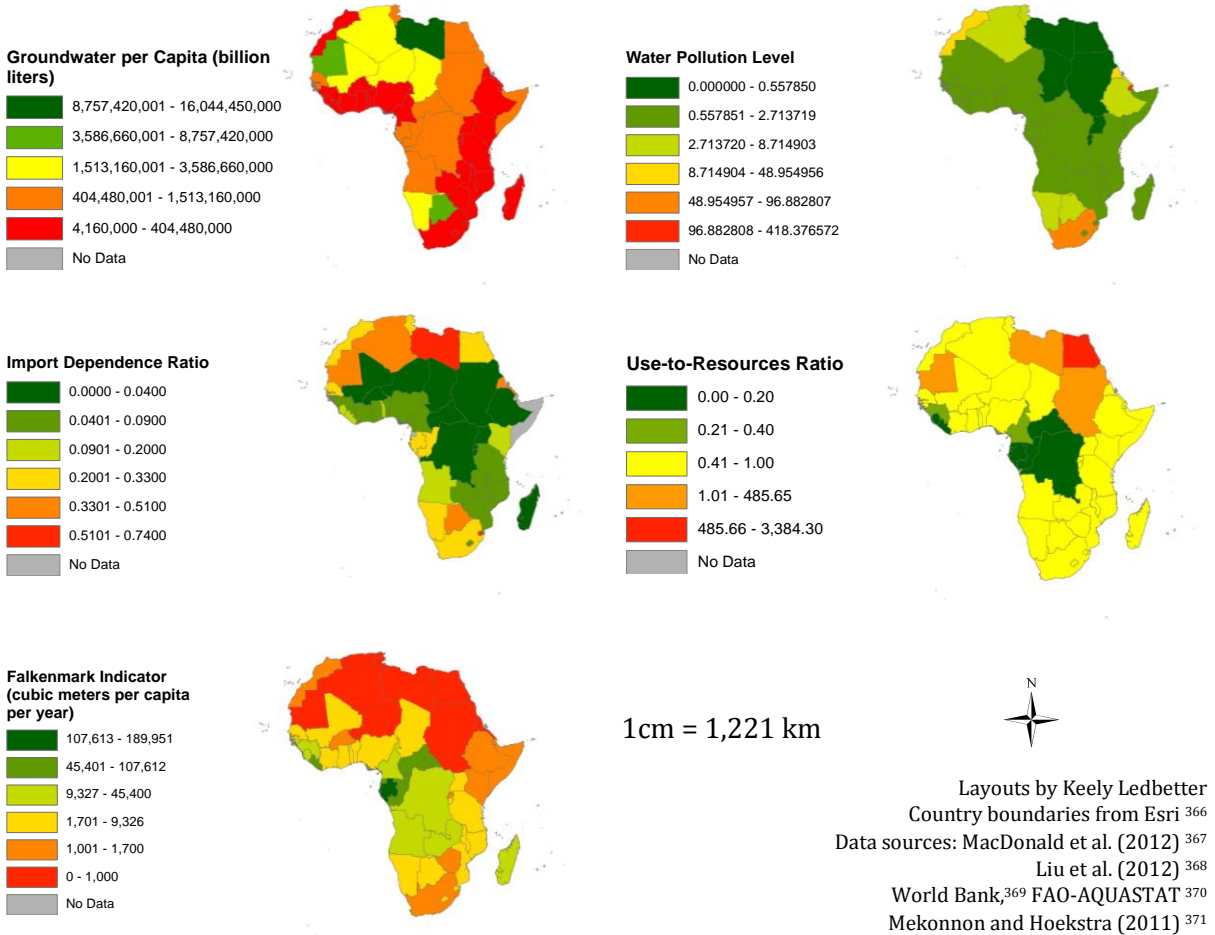 Groundwater per Capita (billion
liters)
8,757,420,001 - 16,044,450,000
3,586,660,001 - 8,757,420,000
1,513,160,001 - 3,586,660,000
404,480,001 - 1,513,160,000
4,160,000 - 404,480,000
No Data
Water Pollution Level
0.000000 - 0.557850
0.557851 - 2.713719
2.713720 - 8.714903
8.714904 - 48.954956
48.954957 - 96.882807
96.882808 - 418.376572
No Data
Import Dependence Ratio
0.0000 - 0.0400
0.0401 - 0.0900
0.0901 - 0.2000
0.2001 - 0.3300
0.3301 - 0.5100
0.5101 - 0.7400
No Data
Use-to-Resources Ratio
0.00 - 0.20
0.21 - 0.40
0.41 - 1.00
1.01 - 485.65
485.66 - 3,384.30
No Data
Falkenmark Indicator
(cubic meters per capita
per year)
107,613 - 189,951
45,401 - 107,612
9,327 - 45,400
1,701 - 9,326
1,001 - 1,700
0 - 1,000
No Data
1cm = 1,221 km
N
Layouts by Keely Ledbetter
Country boundaries from Esri 366
Data sources: MacDonald et al. (2012) 367
Liu et al. (2012) 368
World Bank,369 FAO-AQUASTAT 370
Mekonnon and Hoekstra (2011) 371